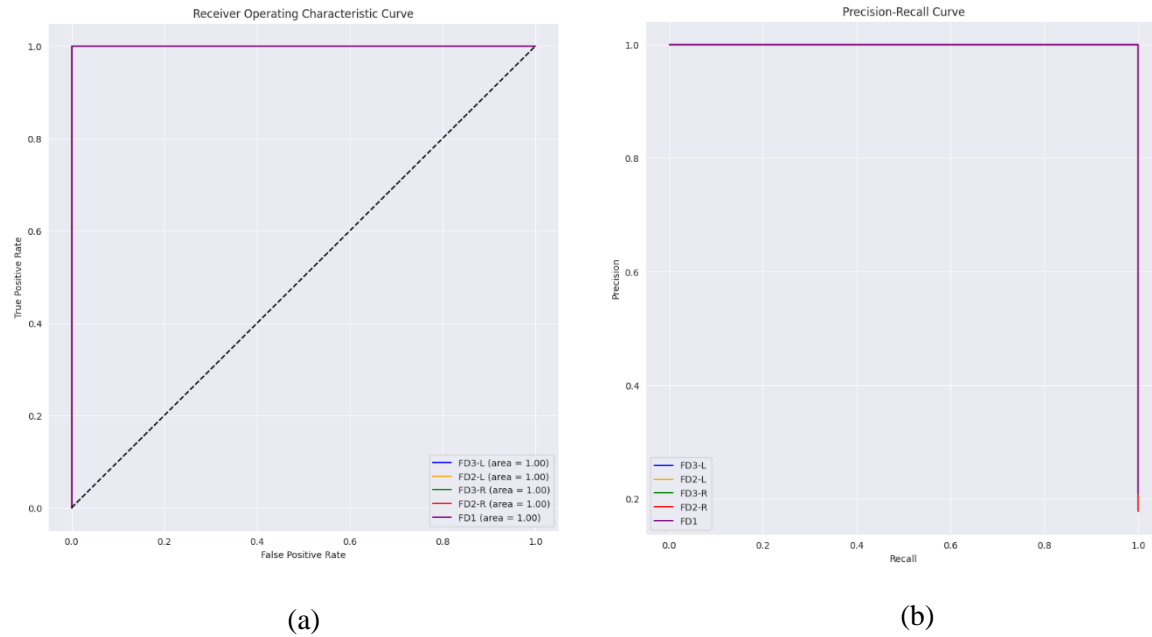 Receiver Operating Characteristic Curve
1.0
0.8
0.6
0.4
0.2
0.0
True Positive Rate
0.0 0.2 0.4 0.6 0.8 1.0
False Positive Rate
FD3-L (area = 1.00)
FD2-L (area = 1.00)
FD3-R (area = 1.00)
FD2-R (area = 1.00)
FD1 (area = 1.00)
(a)
Precision-Recall Curve
1.0
0.8
0.6
0.4
0.2
Precision
0.0 0.2 0.4 0.6 0.8 1.0
Recall
FD3-L
FD2-L
FD3-R
FD2-R
FD1
(b)